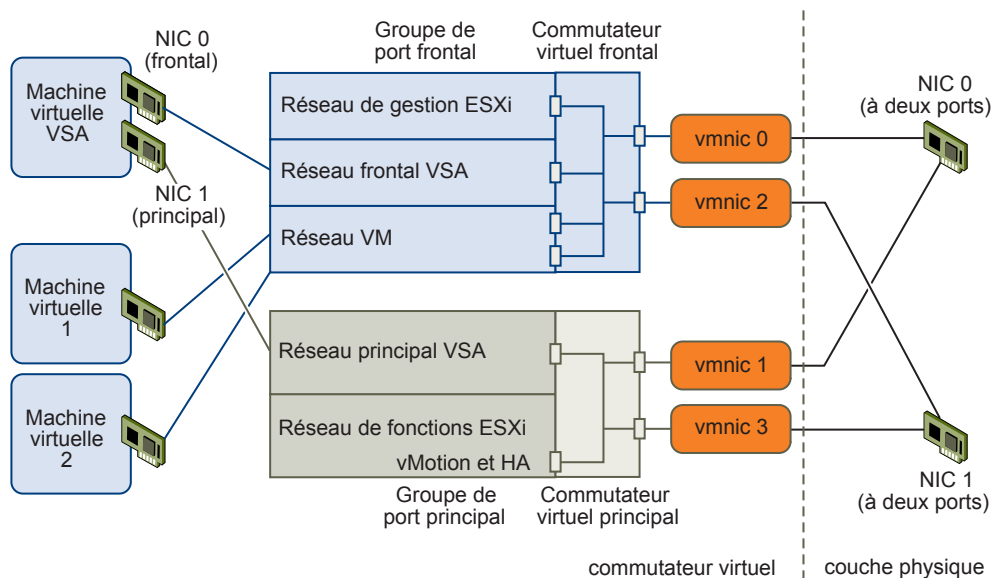 NIC 0
(frontal)
Groupe de
port frontal
Commutateur
virtuel frontal
Machine
virtuelle
VSA
NIC 1
(principal)
Réseau de gestion ESXi
Réseau frontal VSA
Réseau VM
vmnic 0
vmnic 2
NIC 0
(à deux ports)
Machine
virtuelle
1
Machine
virtuelle
2
Réseau principal VSA
Réseau de fonctions ESXi
vMotion et HA
vmnic 1
vmnic 3
Groupe de
port principal
Commutateur
virtuel principal
NIC 1
(à deux ports)
commutateur virtuel
couche physique